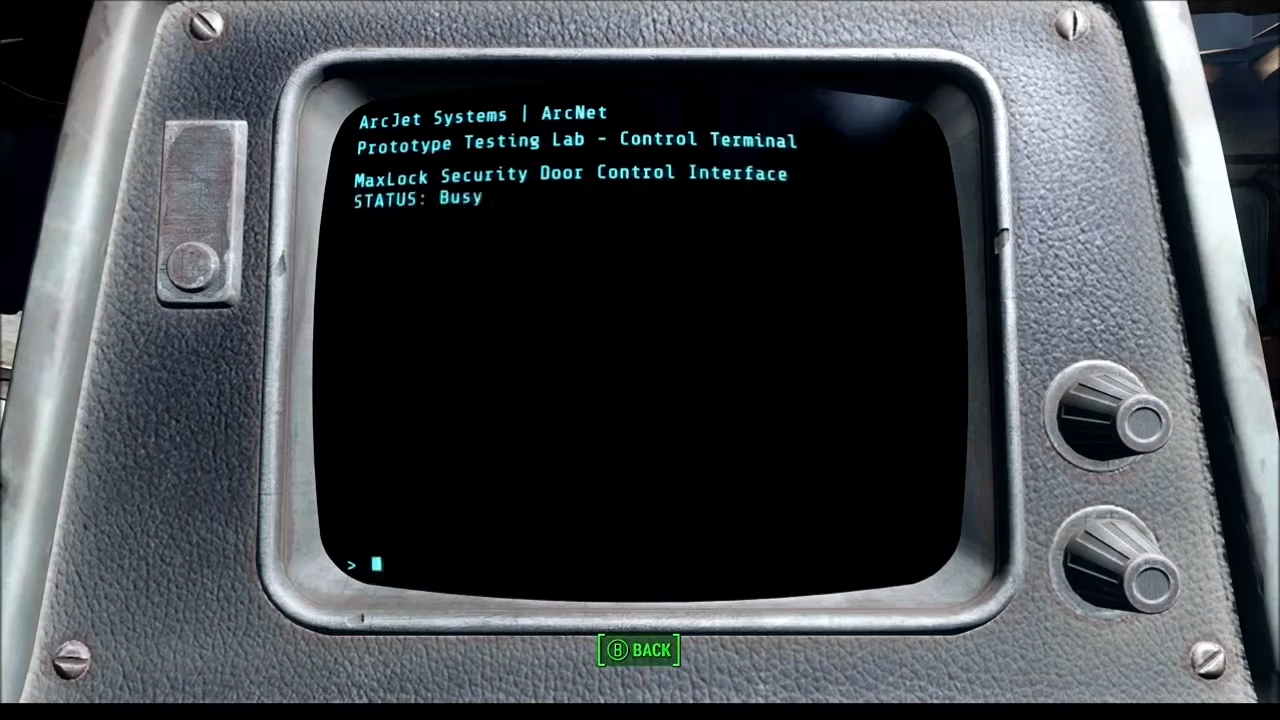 ArcJet Systems | ArcNet
Prototype Testing Lab - Control Terminal
MaxLock Security Door Control Interface
STATUS: Busy
>
Ⓑ BACK